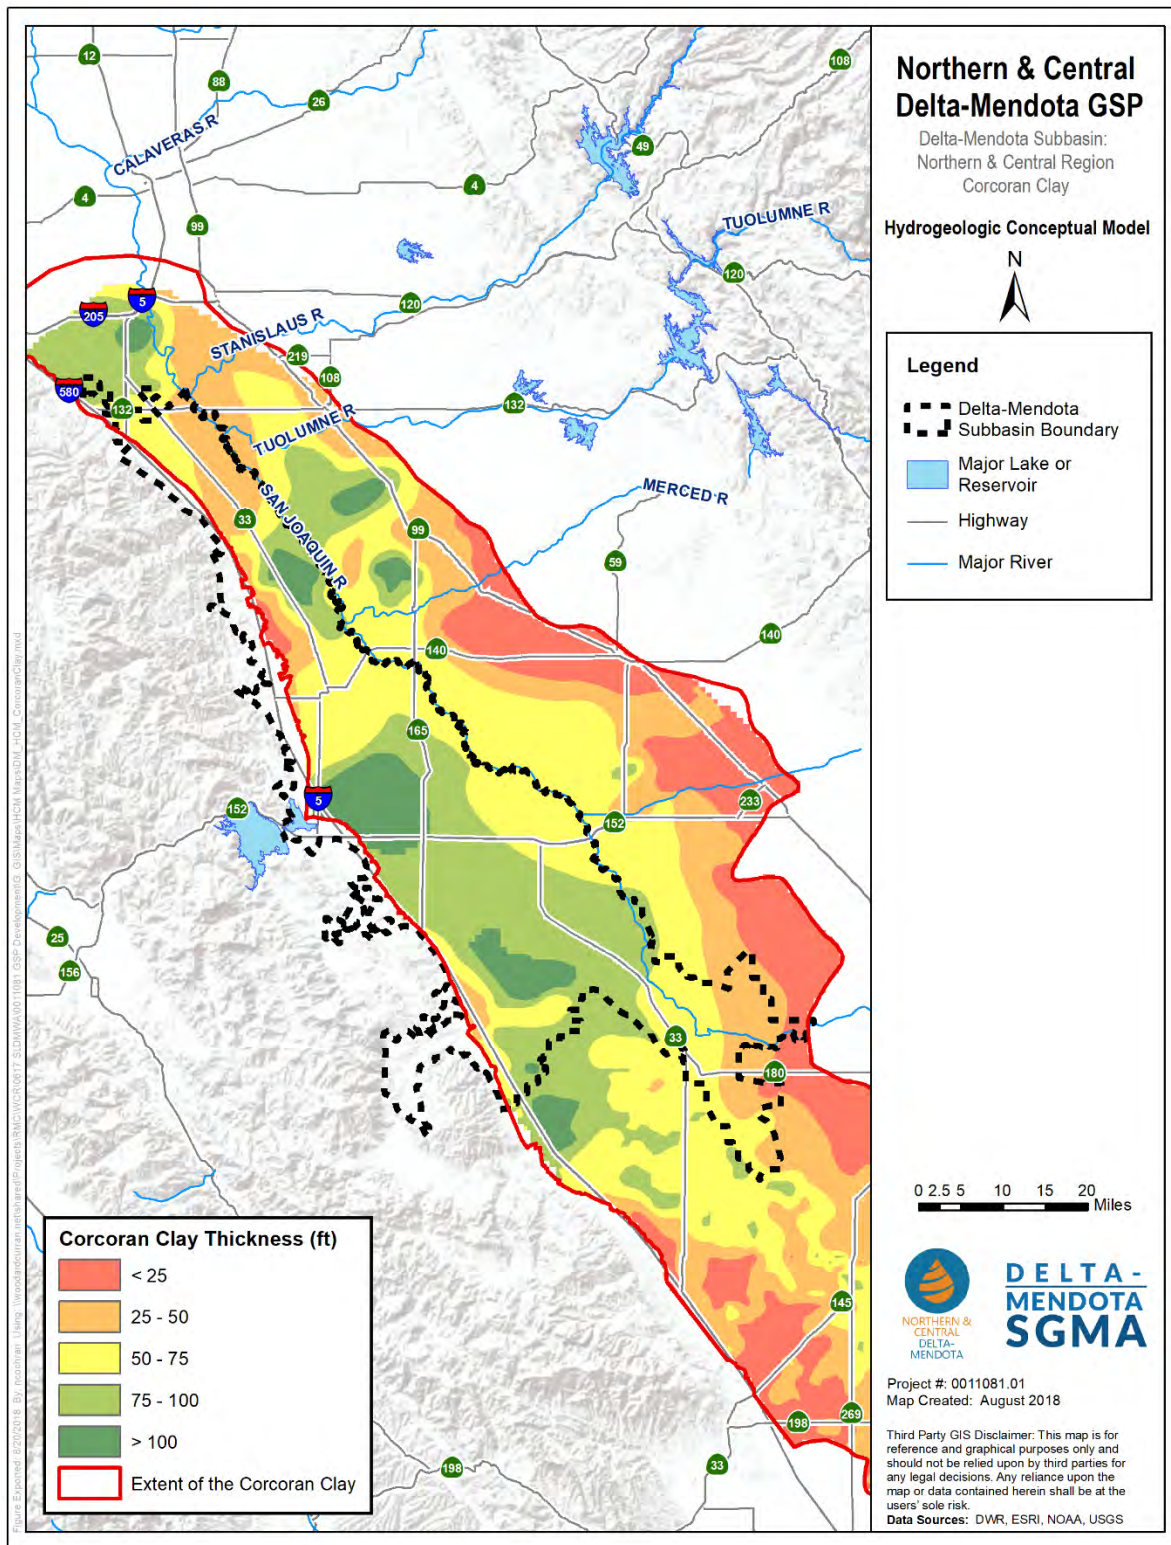 Northern & Central
Delta-Mendota GSP
Delta-Mendota Subbasin:
Northern & Central Region
Corcoran Clay
Hydrogeologic Conceptual Model
N
Legend
Delta-Mendota
Subbasin Boundary
Major Lake or
Reservoir
Highway
Major River
0 2.5 5 10 15 20
Miles
NORTHERN &
CENTRAL
DELTA-
MENDOTA
DELTA-
MENDOTA
SGMA
Project #: 0011081.01
Map Created: August 2018
Third Party GIS Disclaimer: This map is for
reference and graphical purposes only and
should not be relied upon by third parties for
any legal decisions. Any reliance upon the
map or data contained herein shall be at the
users' sole risk.
Data Sources: DWR, ESRI, NOAA, USGS
12
88
26
108
CALAVERAS R
49
4
4
99
TUOLUMNE R
120
205
5
120
STANISLAUS R
219
108
580
132
132
TUOLUMNE R
MERCED R
SAN JOAQUIN R
33
99
59
140
140
165
5
152
233
152
25
156
33
180
145
198
269
198
33
Corcoran Clay Thickness (ft)
< 25
25 - 50
50 - 75
75 - 100
> 100
Extent of the Corcoran Clay